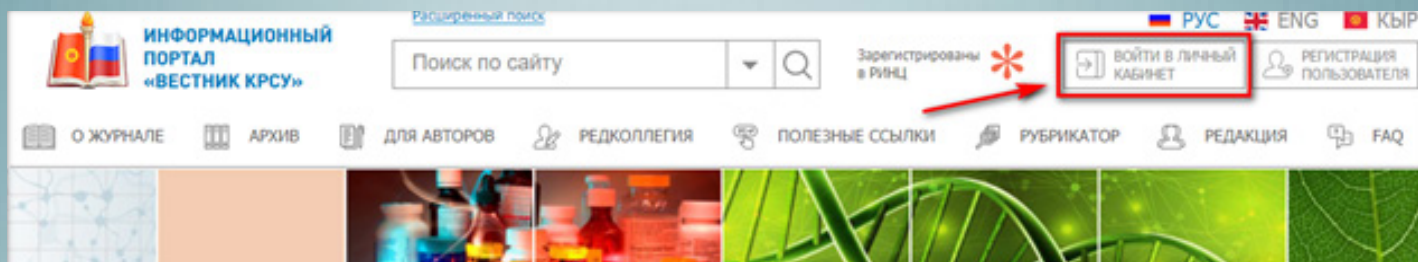 Расширенный поиск
РУС ENG КЫР
ИНФОРМАЦИОННЫЙ
ПОРТАЛ
«ВЕСТНИК КРСУ»
Поиск по сайту
Зарегистрированы
в РИНЦ
ВОЙТИ В ЛИЧНЫЙ
КАБИНЕТ
РЕГИСТРАЦИЯ
ПОЛЬЗОВАТЕЛЯ
О ЖУРНАЛЕ АРХИВ ДЛЯ АВТОРОВ РЕДКОЛЛЕГИЯ ПОЛЕЗНЫЕ ССЫЛКИ РУБРИКАТОР РЕДАКЦИЯ FAQ